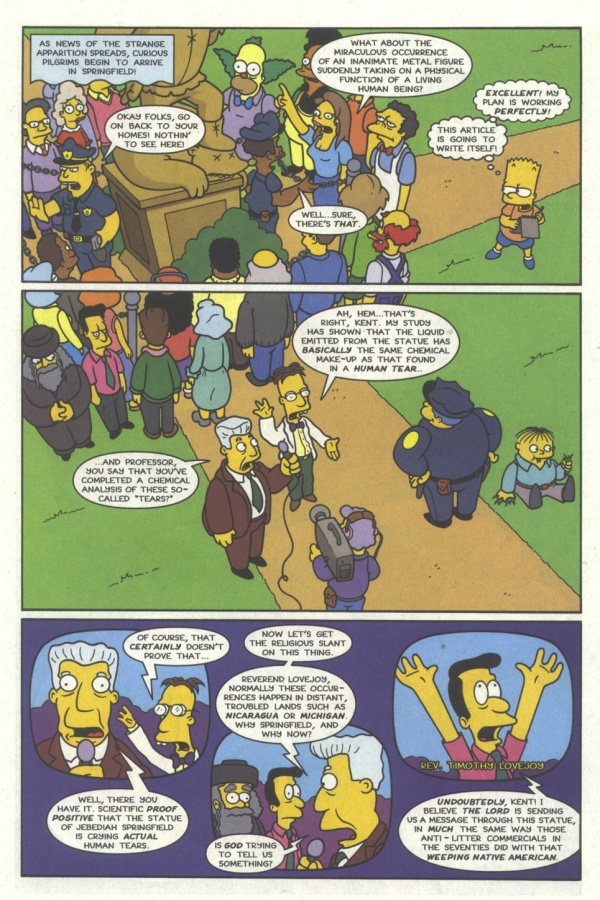 AS NEWS OF THE STRANGE
APPARITION SPREADS, CURIOUS
PILGRIMS BEGIN TO ARRIVE
IN SPRINGFIELD!
OKAY FOLKS, GO
ON BACK TO YOUR
HOMES! NOTHIN'
TO SEE HERE!
WHAT ABOUT THE
MIRACULOUS OCCURRENCE
OF AN INANIMATE METAL FIGURE
SUDDENLY TAKING ON A PHYSICAL
FUNCTION OF A LIVING
HUMAN BEING?
WELL...SURE,
THERE'S THAT.
EXCELLENT! MY
PLAN IS WORKING
PERFECTLY!
THIS ARTICLE
IS GOING TO
WRITE ITSELF!
...AND PROFESSOR,
YOU SAY THAT YOU'VE
COMPLETED A CHEMICAL
ANALYSIS OF THESE SO-
CALLED "TEARS?"
AH, HEM...THAT'S
RIGHT, KENT. MY STUDY
HAS SHOWN THAT THE LIQUID
EMITTED FROM THE STATUE HAS
BASICALLY THE SAME CHEMICAL
MAKE-UP AS THAT FOUND
IN A HUMAN TEAR..
OF COURSE, THAT
CERTAINLY DOESN'T
PROVE THAT...
WELL, THERE YOU
HAVE IT. SCIENTIFIC PROOF
POSITIVE THAT THE STATUE
OF JEBEDIAH SPRINGFIELD
IS CRYING ACTUAL
HUMAN TEARS.
NOW LET'S GET
THE RELIGIOUS SLANT
ON THIS THING.
REVEREND LOVEJOY,
NORMALLY THESE OCCUR-
RENCES HAPPEN IN DISTANT,
TROUBLED LANDS SUCH AS
NICARAGUA OR MICHIGAN.
WHY SPRINGFIELD, AND
WHY NOW?
IS GOD TRYING
TO TELL US
SOMETHING?
REV. TIMOTHY LOVEJOY
UNDOUBTEDLY, KENT! I
BELIEVE THE LORD IS SENDING
US A MESSAGE THROUGH THIS STATUE,
IN MUCH THE SAME WAY THOSE
ANTI-LITTER COMMERCIALS IN
THE SEVENTIES DID WITH THAT
WEEPING NATIVE AMERICAN.